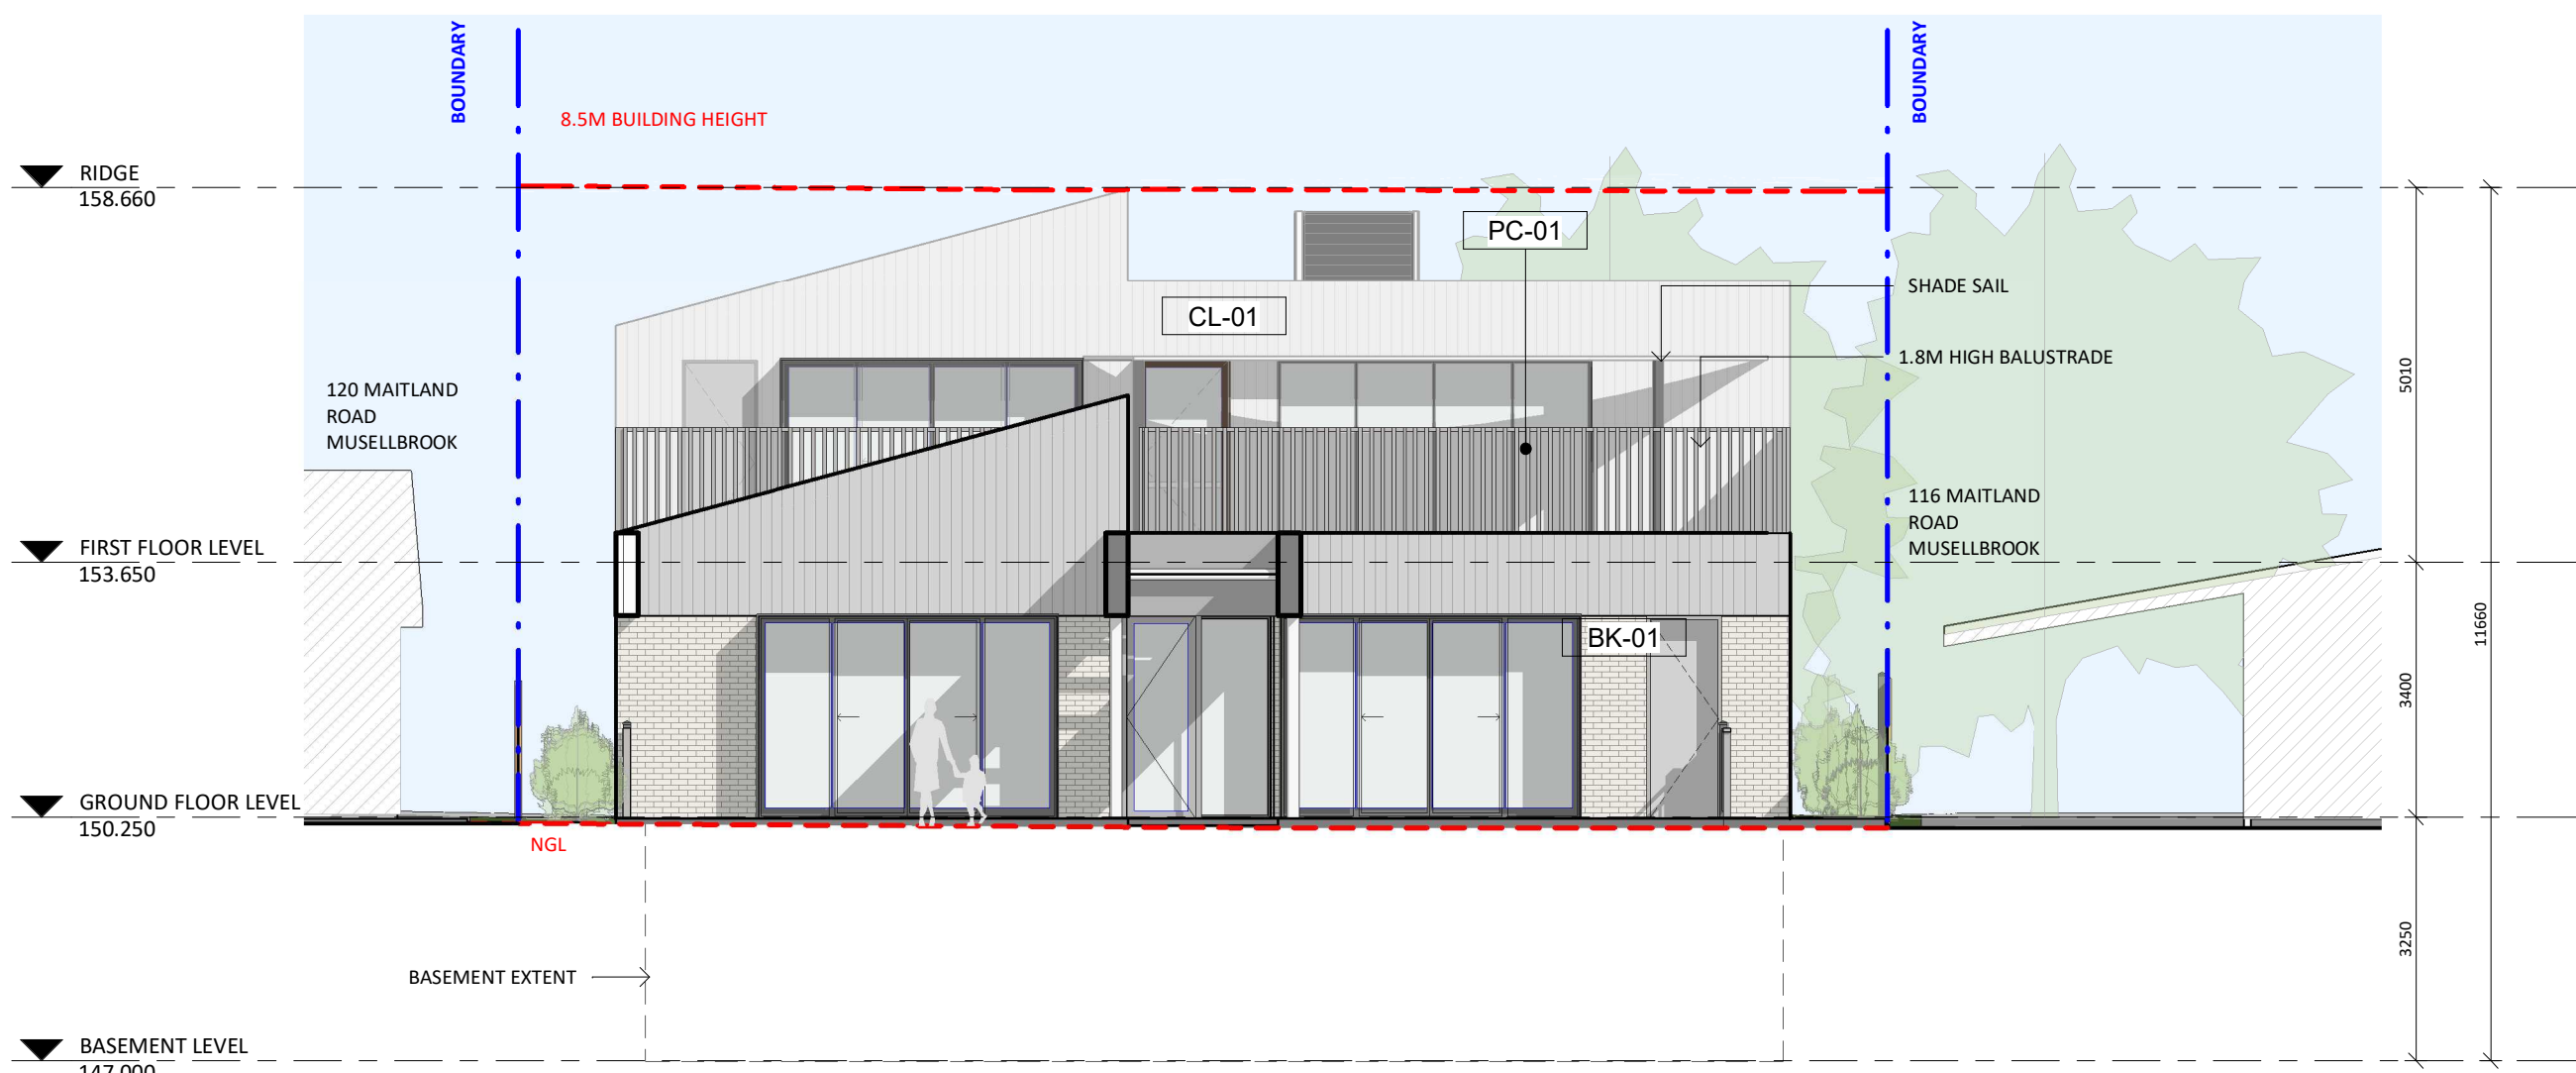 BOUNDARY
BOUNDARY
8.5M BUILDING HEIGHT
RIDGE
158.660
PC-01
SHADE SAIL
CL-01
1.8M HIGH BALUSTRADE
120 MAITLAND
ROAD
MUSELLBROOK
5010
116 MAITLAND
ROAD
MUSELLBROOK
FIRST FLOOR LEVEL
153.650
11660
BK-01
3400
GROUND FLOOR LEVEL
150.250
NGL
3250
BASEMENT EXTENT
BASEMENT LEVEL
147.000